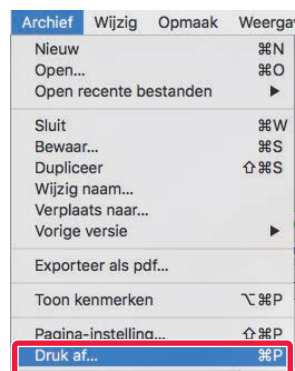 Archief Wijzig Opmaak Weergav
Nieuw ⌘N
Open... ⌘O
Open recente bestanden ▶
Sluit ⌘W
Bewaar... ⌘S
Dupliceer ⇧⌘S
Wijzig naam...
Verplaats naar...
Vorige versie ▶
Exporteer als pdf...
Toon kenmerken ⌥⌘P
Pagina-instelling... ⇧⌘P
Druk af... ⌘P